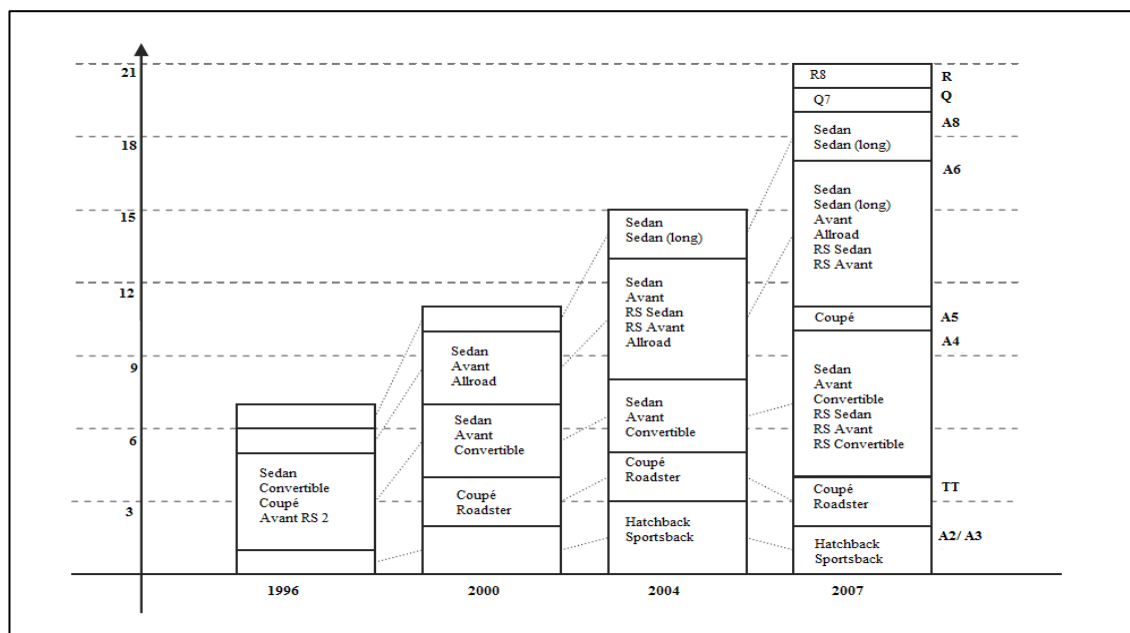 21
18
15
12
9
6
3
Sedan
Convertible
Coupé
Avant RS 2
Sedan
Avant
Allroad
Sedan
Avant
Convertible
Coupé
Roadster
Sedan
Sedan (long)
Sedan
Avant
RS Sedan
RS Avant
Allroad
Sedan
Avant
Convertible
Coupé
Roadster
Hatchback
Sportsback
R8
Q7
Sedan
Sedan (long)
Sedan
Sedan (long)
Avant
Allroad
RS Sedan
RS Avant
Coupé
Sedan
Avant
Convertible
RS Sedan
RS Avant
RS Convertible
Coupé
Roadster
Hatchback
Sportsback
R
Q
A8
A6
A5
A4
TT
A2/ A3
1996
2000
2004
2007